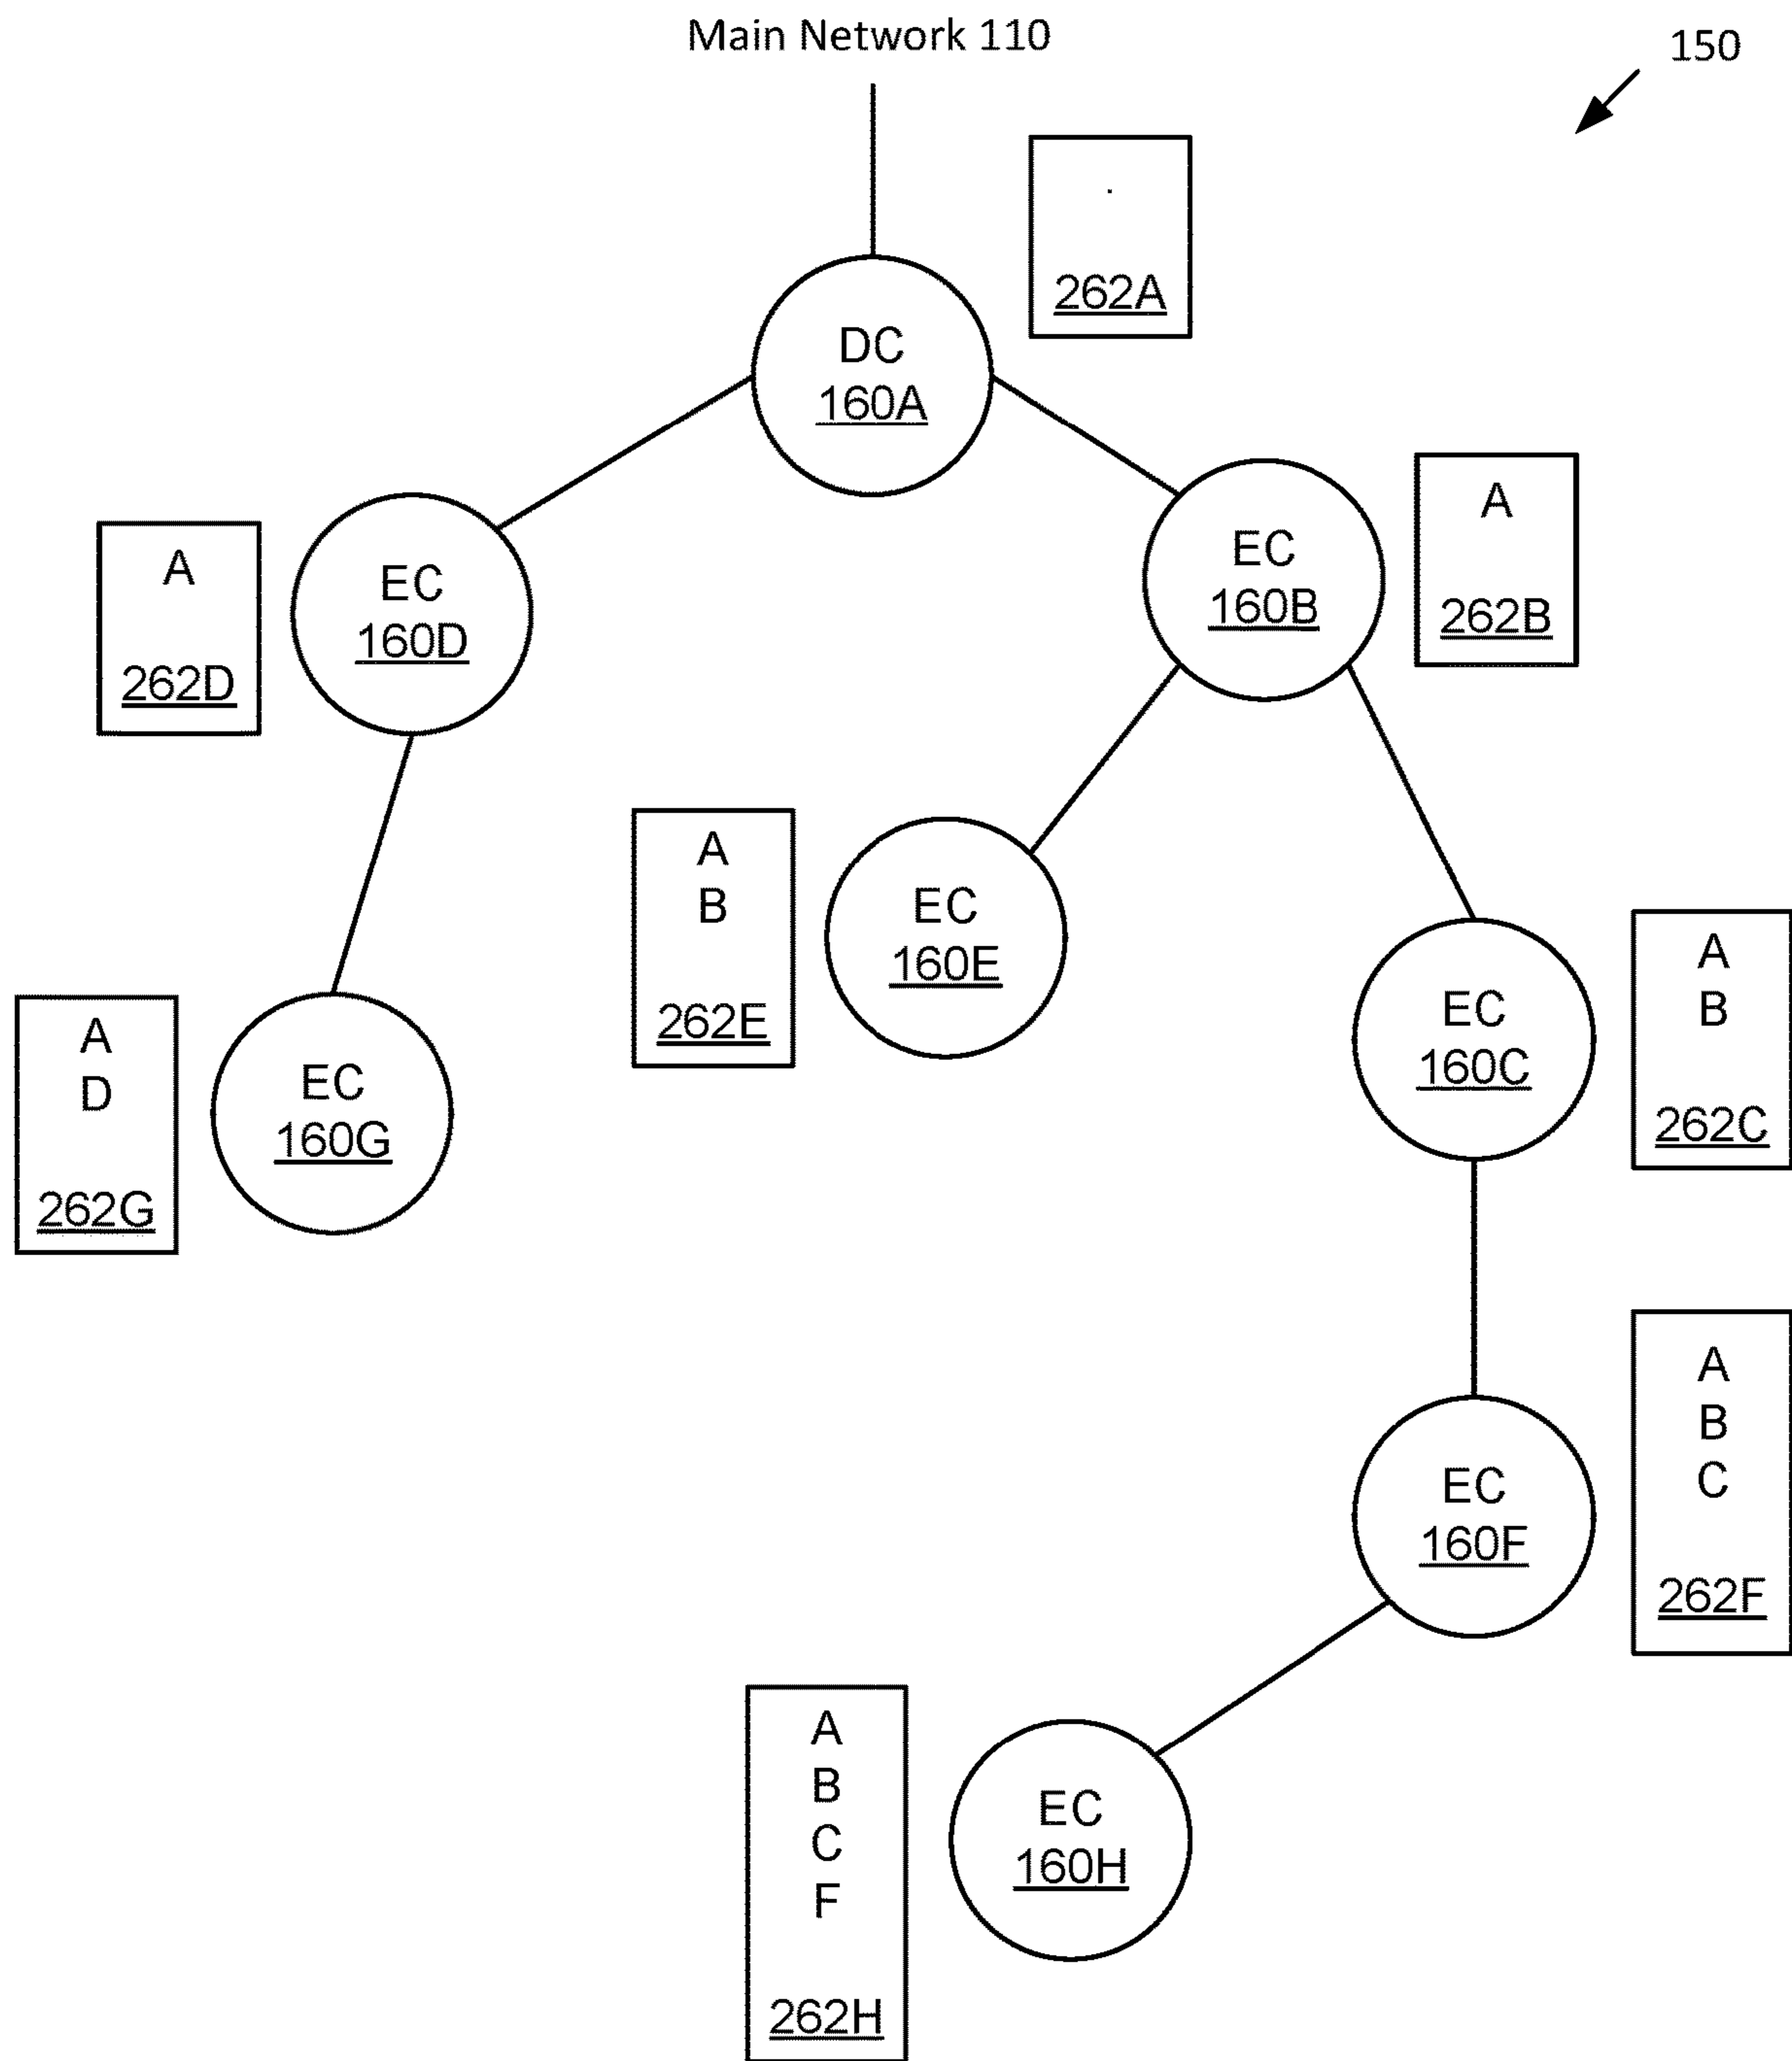 Main Network 110
150
.
262A
DC
160A
A
262B
EC
160B
A
262D
EC
160D
A
B
262E
EC
160E
A
B
262C
EC
160C
A
D
262G
EC
160G
A
B
C
262F
EC
160F
A
B
C
F
262H
EC
160H